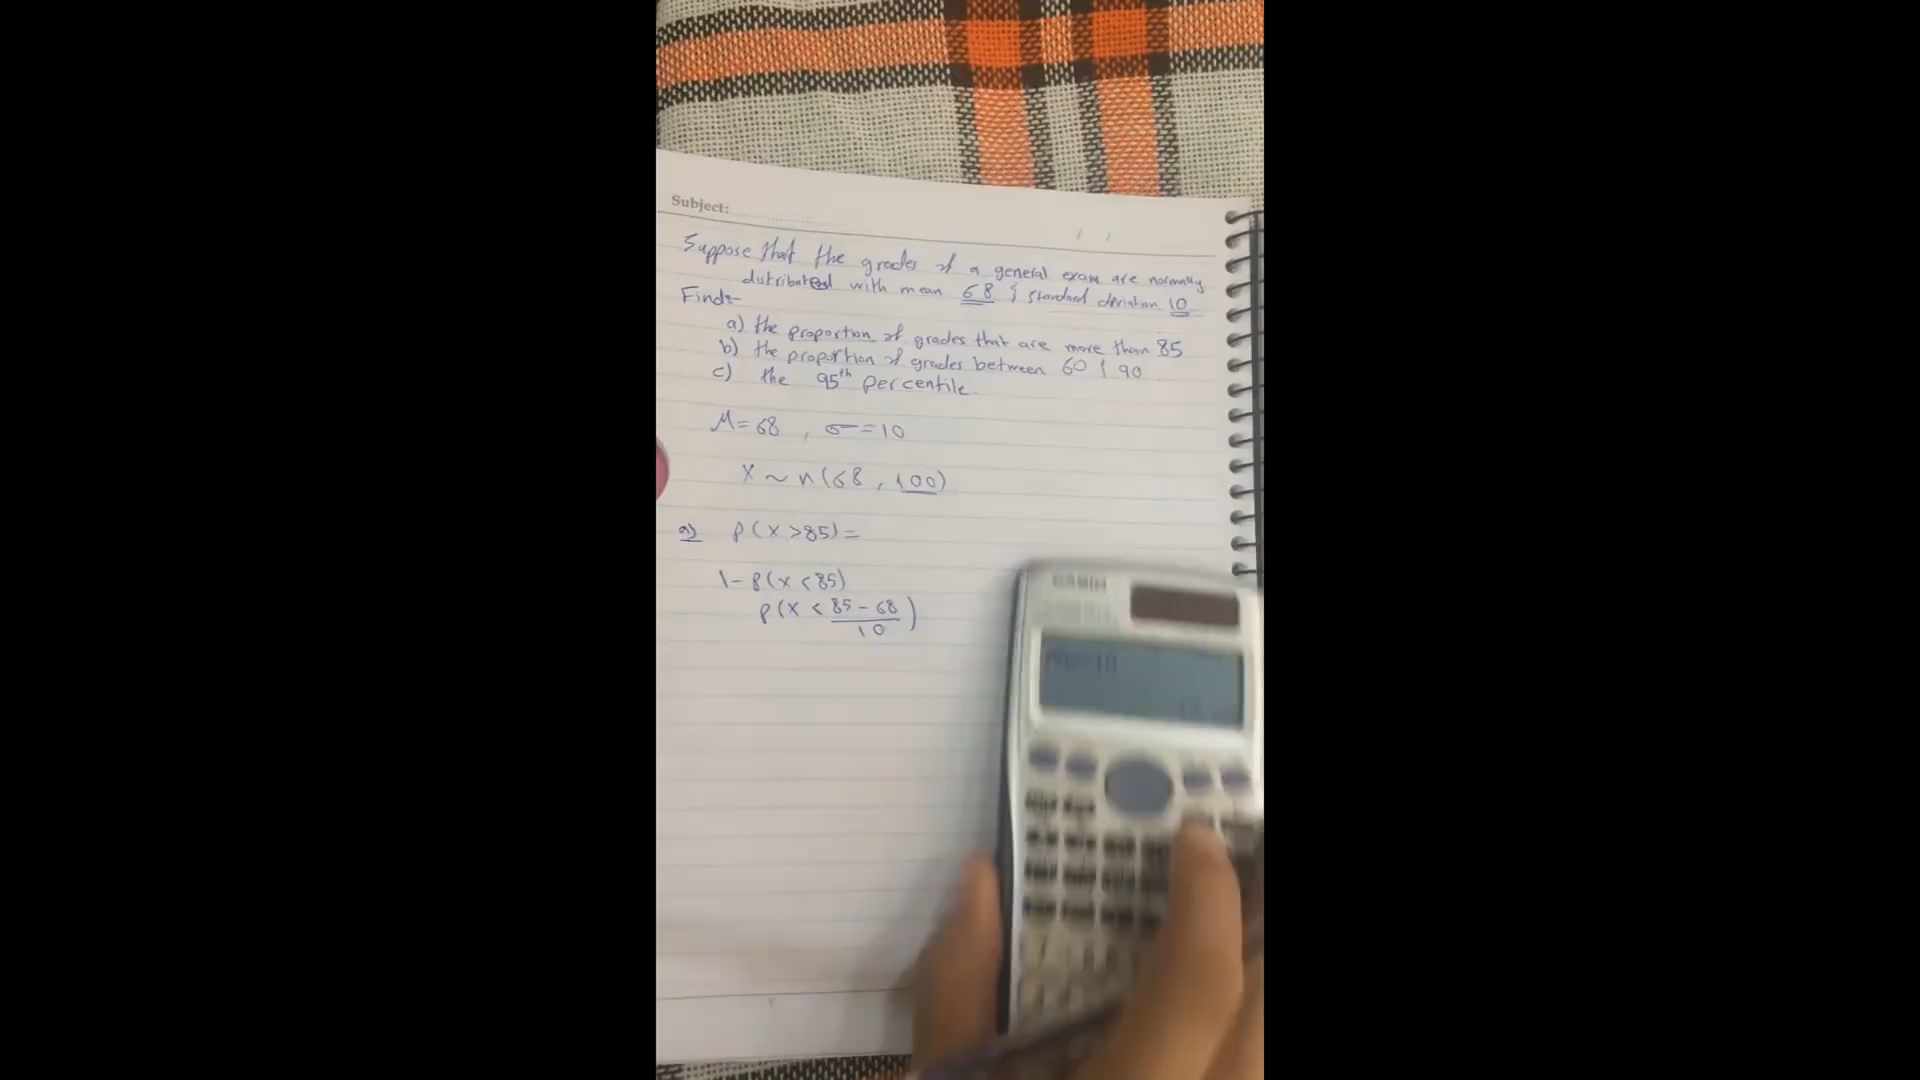 Subject:
Suppose that the grades of a general exam are normally
distributed with mean 68 & standard deviation 10
Find:-
a) the proportion of grades that are more than 85
b) the proportion of grades between 60 & 90
c) the 95th percentile.
M = 68 , σ = 10
X ~ n(68 , 100)
a) P(X > 85) =
1 - P(X < 85)
P(X < 85 - 68
10 )
CASIO